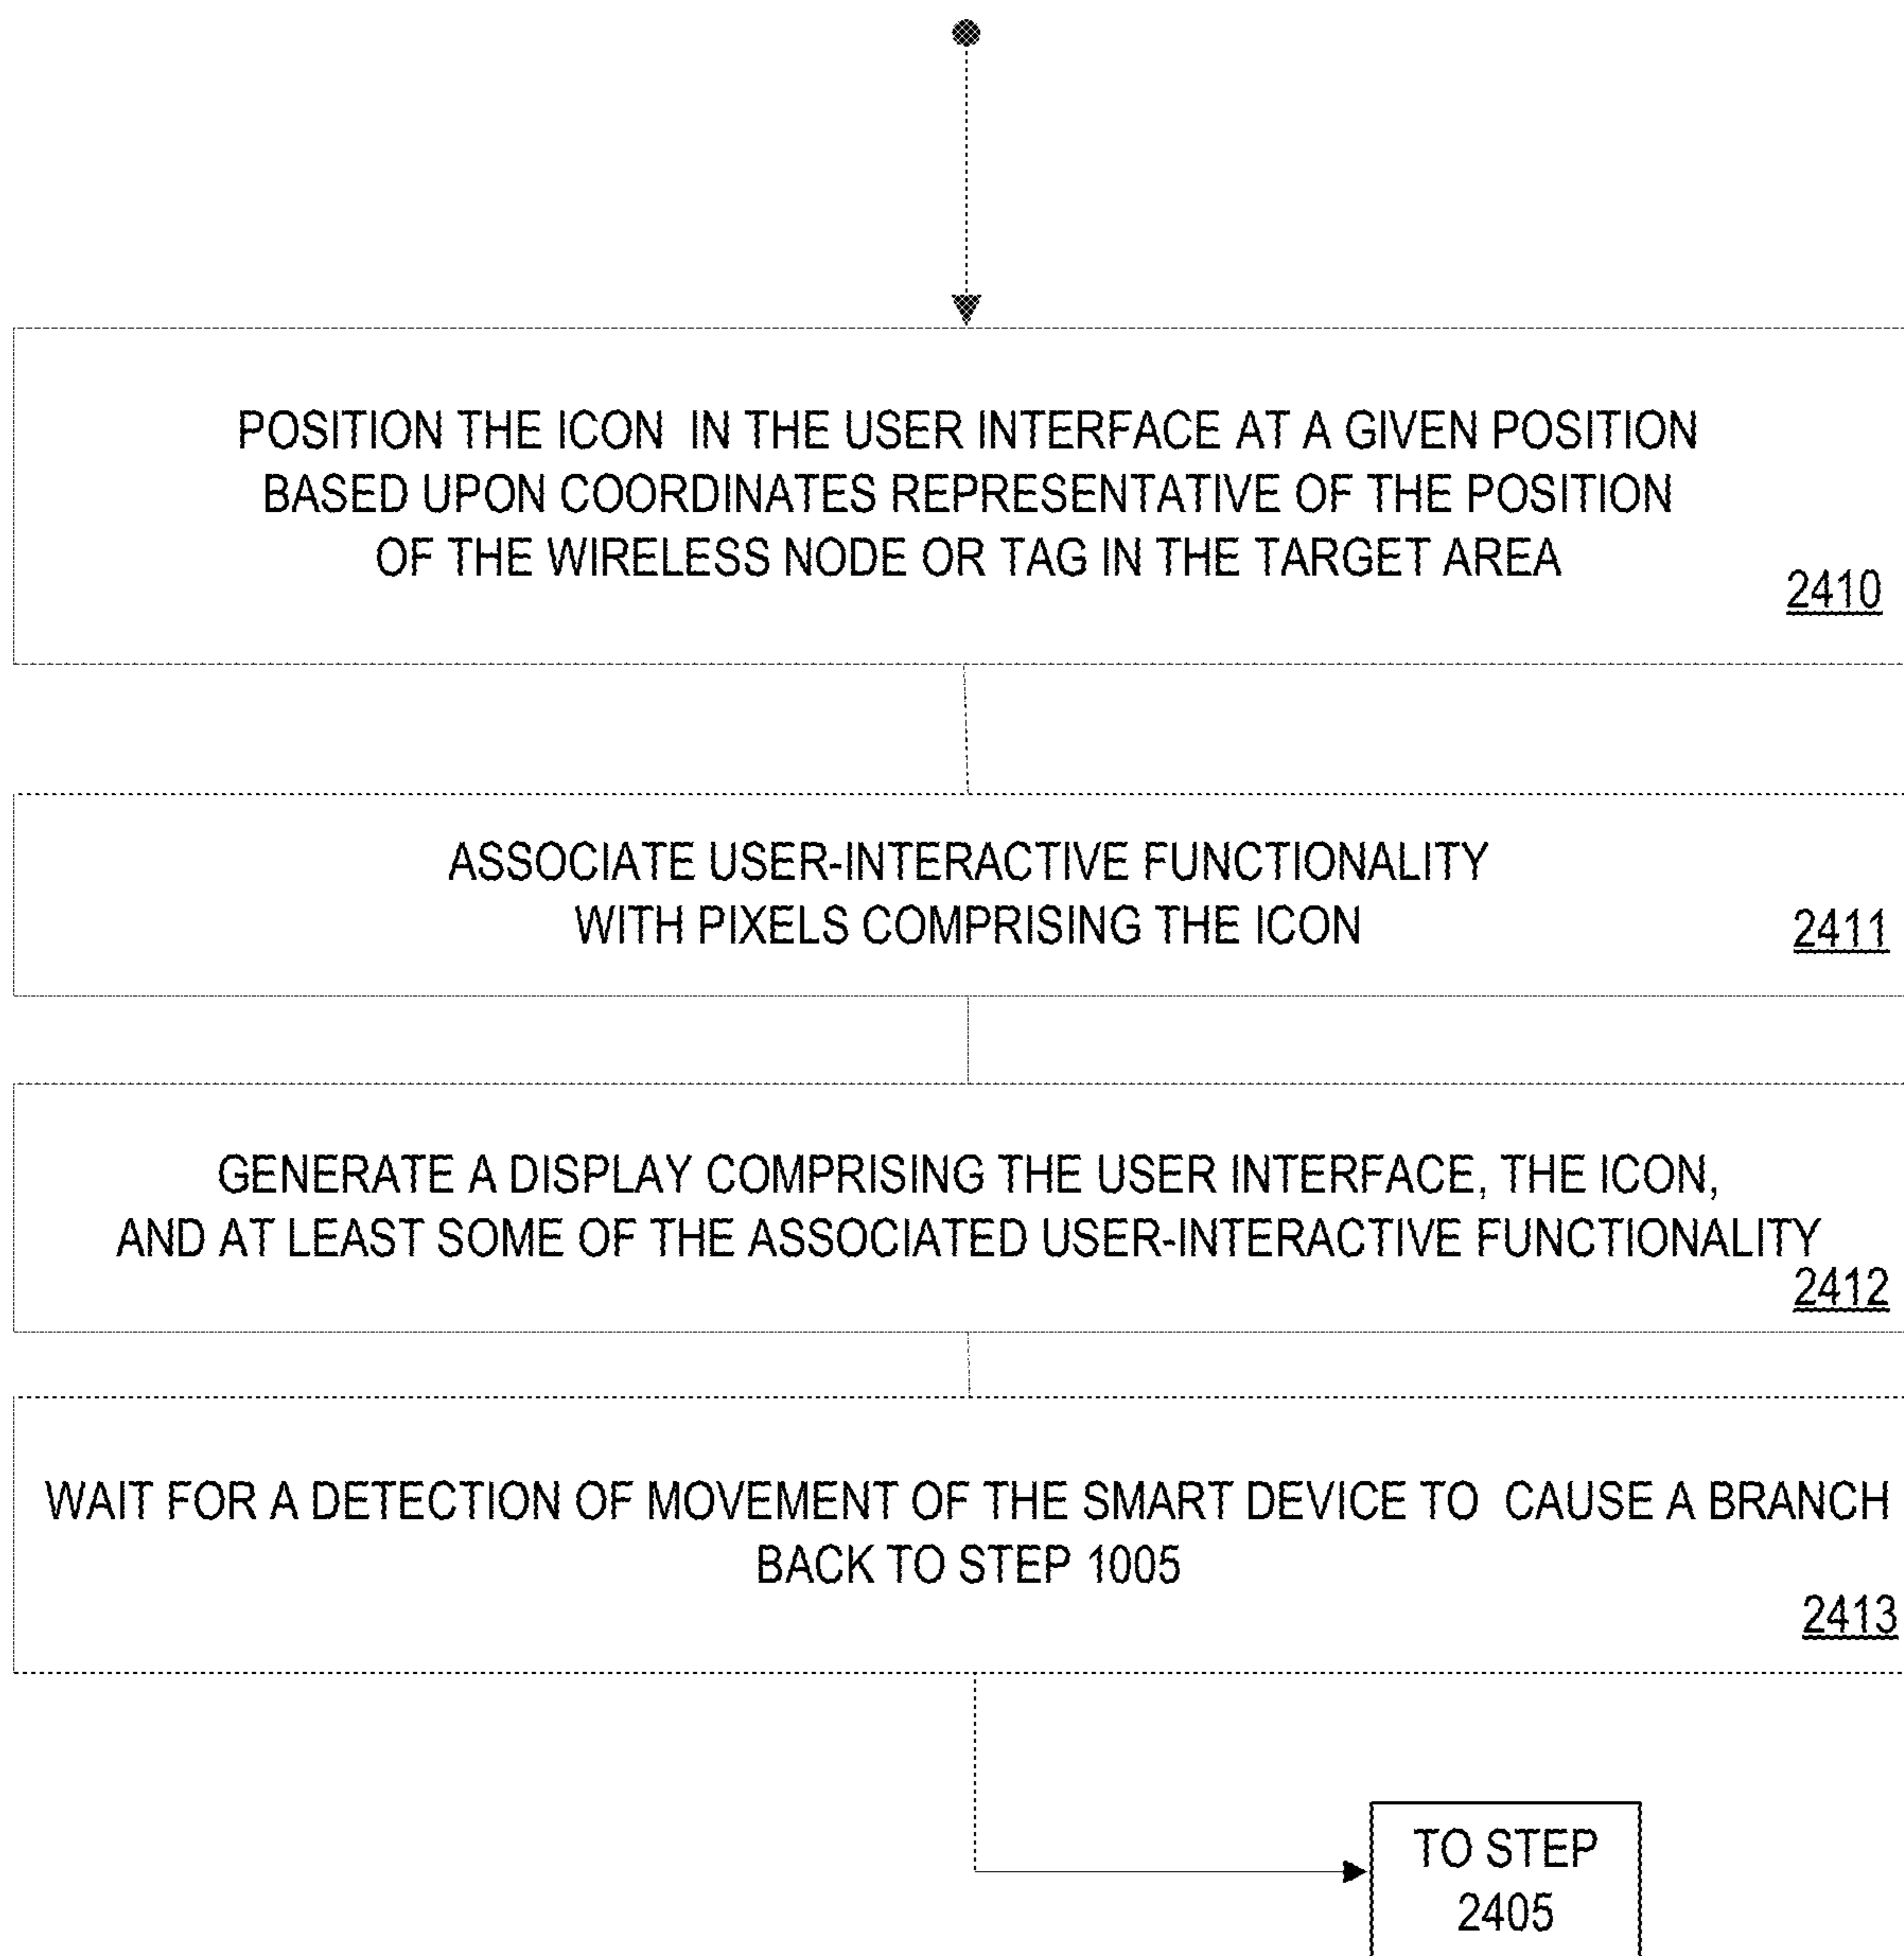 POSITION THE ICON IN THE USER INTERFACE AT A GIVEN POSITION
BASED UPON COORDINATES REPRESENTATIVE OF THE POSITION
OF THE WIRELESS NODE OR TAG IN THE TARGET AREA
2410
ASSOCIATE USER-INTERACTIVE FUNCTIONALITY
WITH PIXELS COMPRISING THE ICON
2411
GENERATE A DISPLAY COMPRISING THE USER INTERFACE, THE ICON,
AND AT LEAST SOME OF THE ASSOCIATED USER-INTERACTIVE FUNCTIONALITY
2412
WAIT FOR A DETECTION OF MOVEMENT OF THE SMART DEVICE TO CAUSE A BRANCH
BACK TO STEP 1005
2413
TO STEP
2405